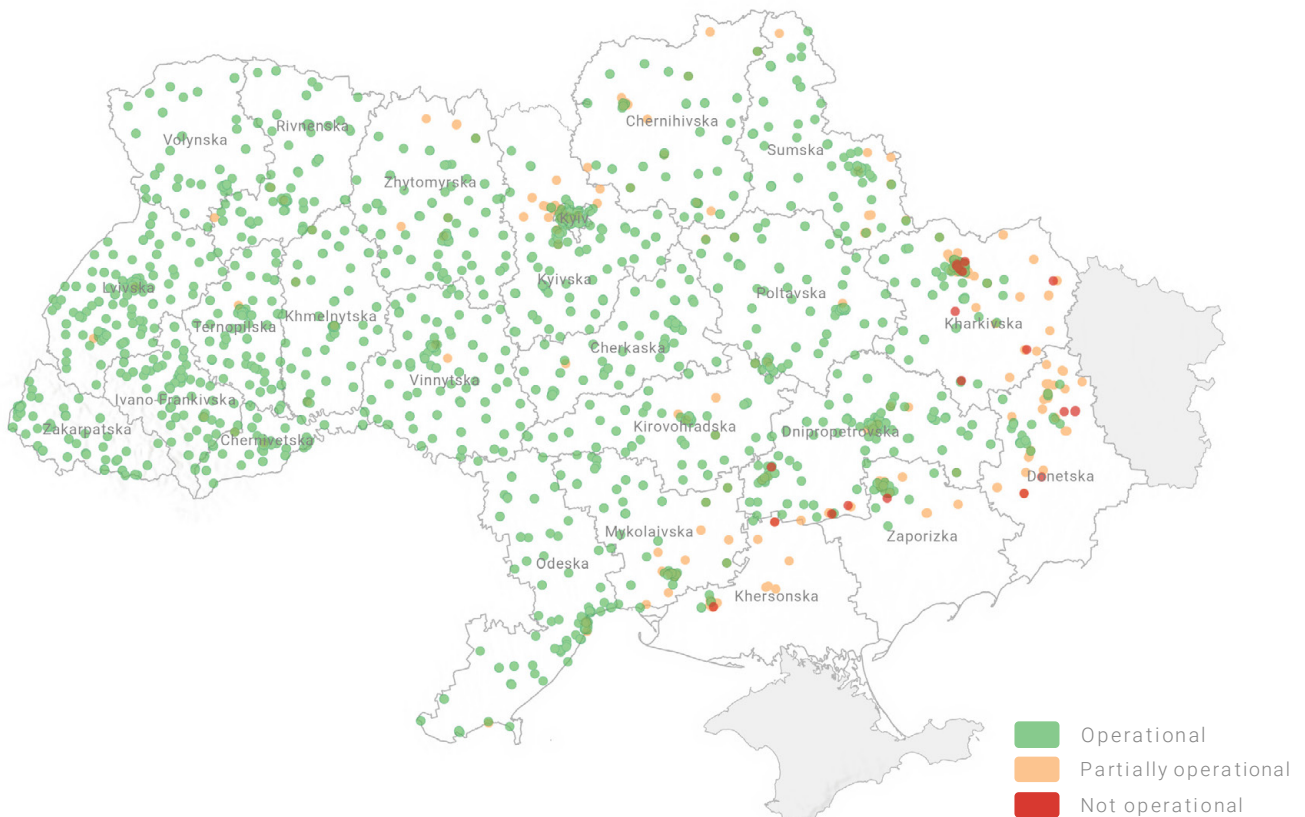 Chernihivska
Rivnenska
Volynska
Sumska
Zhytomyrska
Kyiv
Kyivska
Lvivska
Poltavska
Khmelnytska
Ternopilska
Kharkivska
Cherkaska
Vinnytska
Ivano-Frankivska
Zakarpatska
Chernivetska
Kirovohradska
Dnipropetrovska
Donetska
Mykolaivska
Zaporizka
Odeska
Khersonska
Operational
Partially operational
Not operational